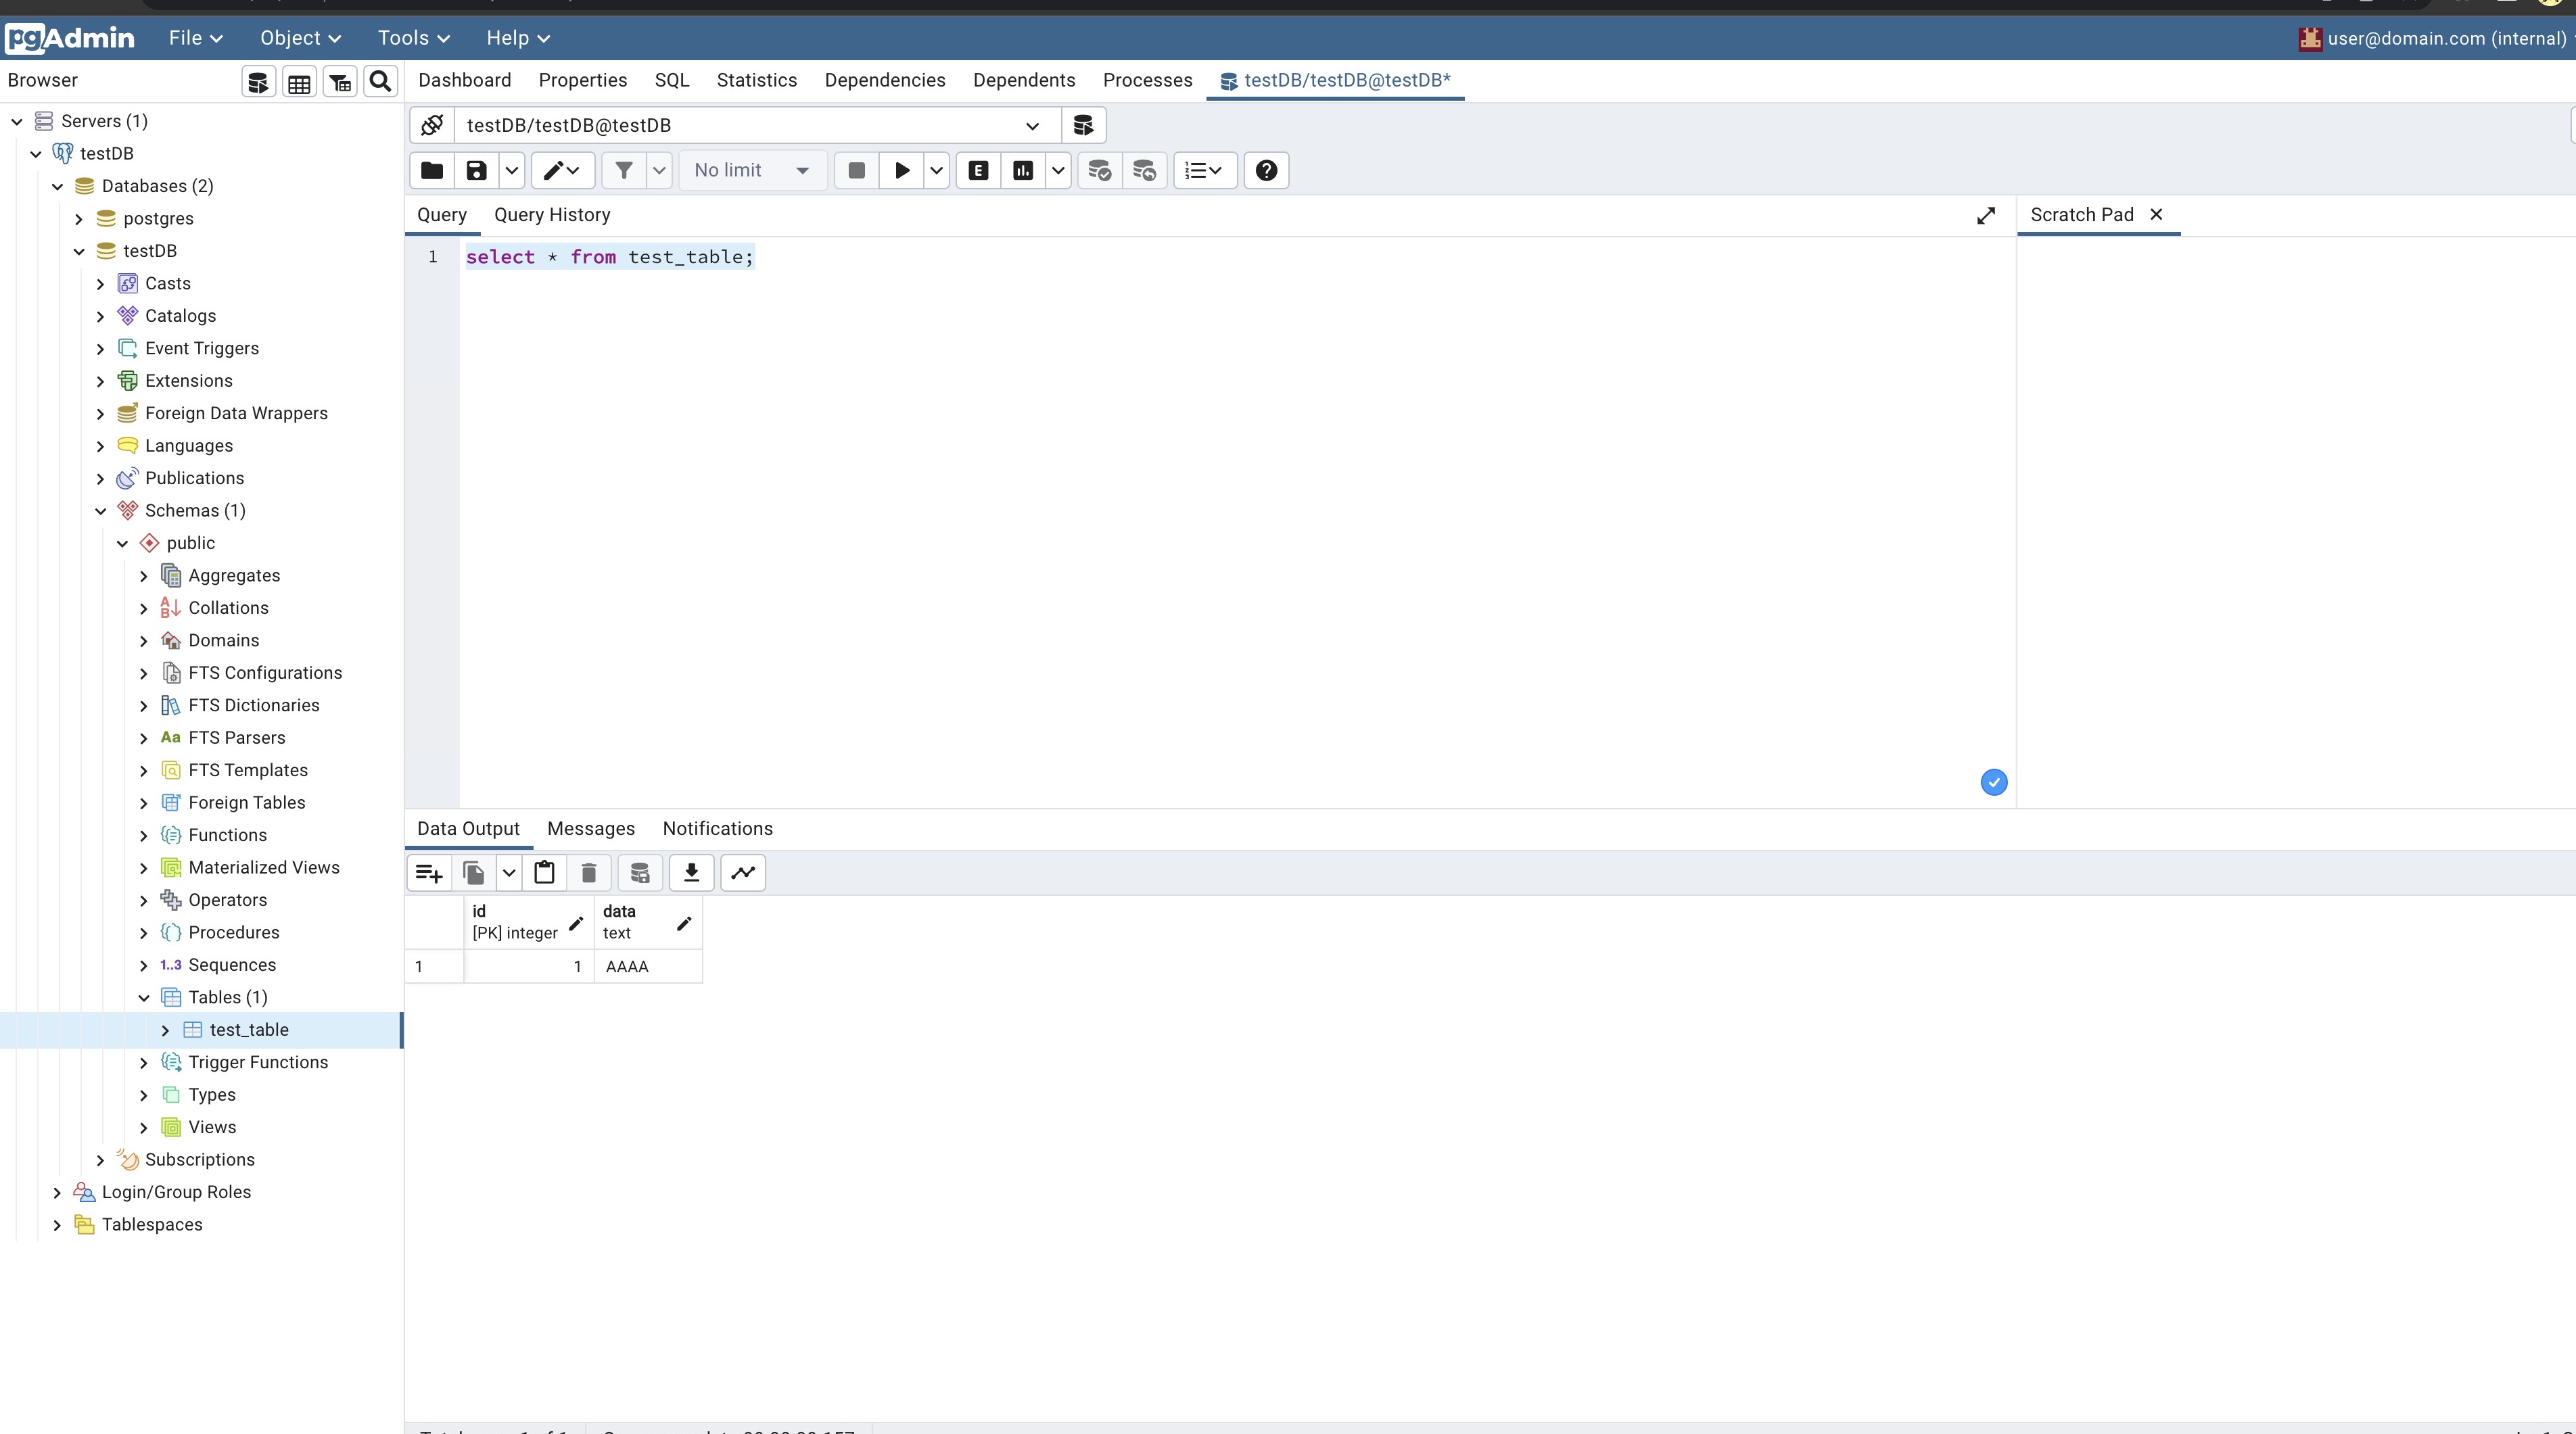 pgAdmin File Object Tools Help user@domain.com (internal)
Browser
Dashboard Properties SQL Statistics Dependencies Dependents Processes testDB/testDB@testDB*
Servers (1)
testDB
Databases (2)
postgres
testDB
Casts
Catalogs
Event Triggers
Extensions
Foreign Data Wrappers
Languages
Publications
Schemas (1)
public
Aggregates
Collations
Domains
FTS Configurations
FTS Dictionaries
Aa FTS Parsers
FTS Templates
Foreign Tables
Functions
Materialized Views
Operators
Procedures
1..3 Sequences
Tables (1)
test_table
Trigger Functions
Types
Views
Subscriptions
Login/Group Roles
Tablespaces
testDB/testDB@testDB
No limit E
Query Query History
Scratch Pad
1 select * from test_table;
Data Output Messages Notifications
id data
[PK] integer text
1 1 AAAA